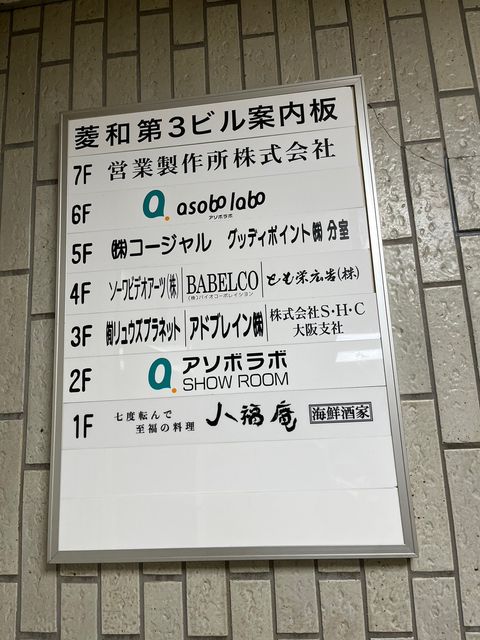 菱和第3ビル案内板
7F 営業製作所株式会社
6F asobo labo
アソボラボ
5F ㈱コージャル グッディポイント㈱分室
4F ソーワビデオアーツ(株) BABELCO とも栄広告(株)
(株)バイオコーポレイション
3F ㈲リュウズプラネット アドブレイン㈱ 株式会社S・H・C
大阪支社
2F アソボラボ
SHOW ROOM
1F 七度転んで
至福の料理 八福庵 海鮮酒家